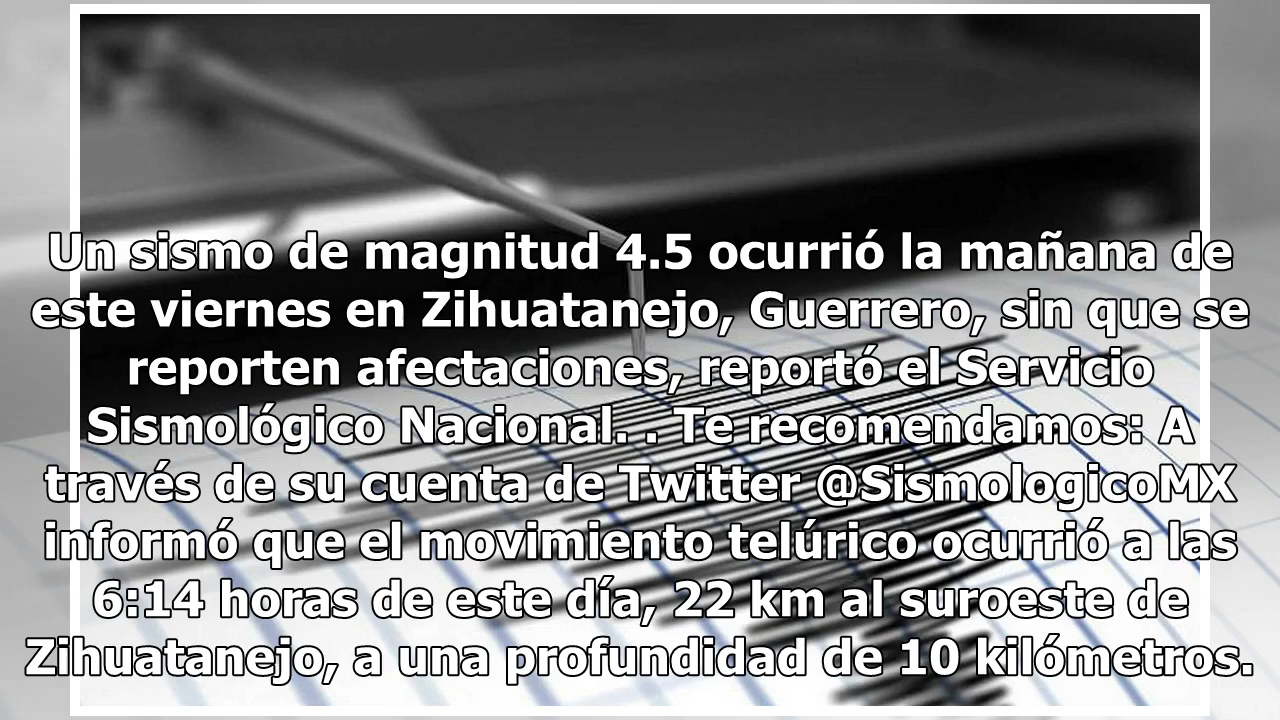 Un sismo de magnitud 4.5 ocurrió la mañana de
este viernes en Zihuatanejo, Guerrero, sin que se
reporten afectaciones, reportó el Servicio
Sismológico Nacional. . Te recomendamos: A
través de su cuenta de Twitter @SismologicoMX
informó que el movimiento telúrico ocurrió a las
6:14 horas de este día, 22 km al suroeste de
Zihuatanejo, a una profundidad de 10 kilómetros.